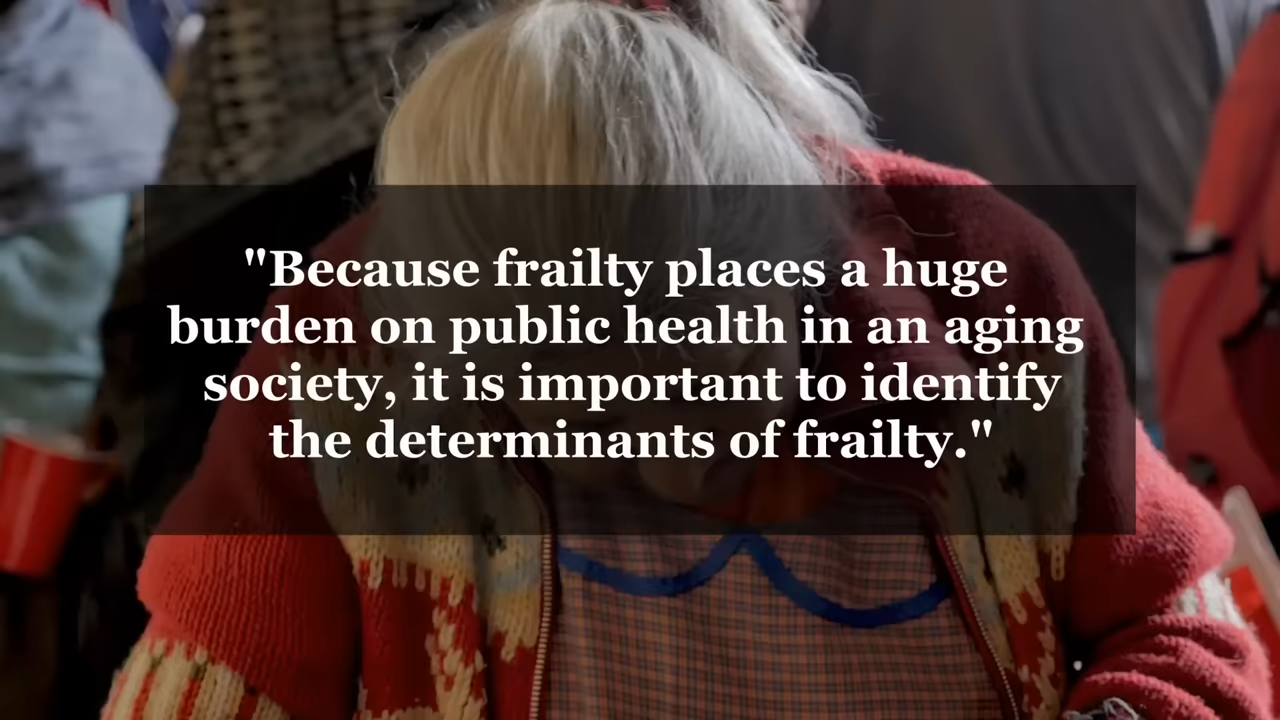 "Because frailty places a huge
burden on public health in an aging
society, it is important to identify
the determinants of frailty."